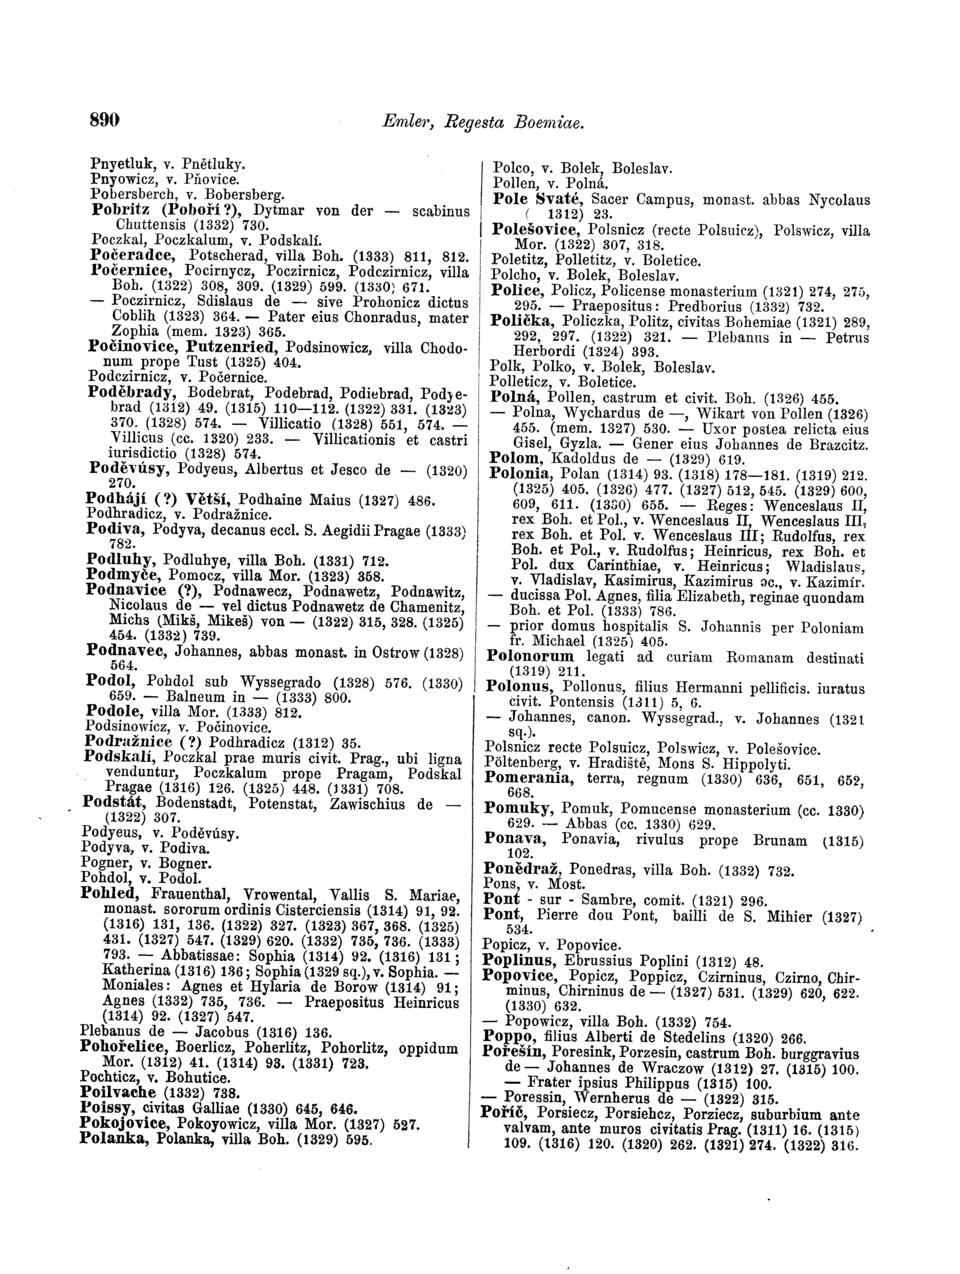 890
Emler, Regesta Boemiae.
Pnyetluk, v. Pnětluky.
Pnyowicz, v. Pňovice.
Pobersberch, v. Bobersberg.
Pobritz (Poboří?), Dytmar von der — scabinus
Chuttensis (1332) 730.
Poczkal, Poczkalum, v. Podskalí.
Počeradce, Potscherad, villa Boh. (1333) 811, 812.
Počernice, Pocirnycz, Poczirnicz, Podczirnicz, villa
Boh. (1322) 308, 309. (1329) 599. (1330) 671.
— Poczirnicz, Sdislaus de — sive Prohonicz dictus
Coblih (1323) 364. — Pater eius Chonradus, mater
Zophia (mem. 1323) 365.
Počinovice, Putzenried, Podsinowicz, villa Chodo-
num prope Tust (1325) 404.
Podczirnicz, v. Počernice.
Poděbrady, Bodebrat, Podebrad, Podiebrad, Podye-
brad (1312) 49. (1315) 110—112. (1322) 331. (1323)
370. (1328) 574. — Villicatio (1328) 551, 574. —
Villicus (cc. 1320) 233. — Villicationis et castri
iurisdictio (1328) 574.
Poděvúsy, Podyeus, Albertus et Jesco de — (1320)
270.
Podhájí (?) Větší, Podhaine Maius (1327) 486.
Podhradicz, v. Podražnice.
Podiva, Podyva, decanus eccl. S. Aegidii Pragae (1333)
782.
Podluhy, Podluhye, villa Boh. (1331) 712.
Podmyče, Pomocz, villa Mor. (1323) 358.
Podnavice (?), Podnawecz, Podnawetz, Podnawitz,
Nicolaus de — vel dictus Podnawetz de Chamenitz,
Michs (Mikš, Mikeš) von — (1322) 315, 328. (1325)
454. (1332) 739.
Podnavec, Johannes, abbas monast. in Ostrow (1328)
564.
Podol, Pohdol sub Wyssegrado (1328) 576. (1330)
659. — Balneum in — (1333) 800.
Podole, villa Mor. (1333) 812.
Podsinowicz, v. Počinovice.
Podražnice (?) Podhradicz (1312) 35.
Podskalí, Poczkal prae muris civit. Prag., ubi ligna
venduntur, Poczkalum prope Pragam, Podskal
Pragae (1316) 126. (1325) 448. (1331) 708.
Podstát, Bodenstadt, Potenstat, Zawischius de —
(1322) 307.
Podyeus, v. Poděvúsy.
Podyva, v. Podiva.
Pogner, v. Bogner.
Pohdol, v. Podol.
Pohled, Frauenthal, Vrowental, Vallis S. Mariae,
monast. sororum ordinis Cisterciensis (1314) 91, 92.
(1316) 131, 136. (1322) 327. (1323) 367, 368. (1325)
431. (1327) 547. (1329) 620. (1332) 735, 736. (1333)
793. — Abbatissae: Sophia (1314) 92. (1316) 131;
Katherina (1316) 136; Sophia (1329 sq.), v. Sophia. —
Moniales: Agnes et Hylaria de Borow (1314) 91;
Agnes (1332) 735, 736. — Praepositus Heinricus
(1314) 92. (1327) 547.
Plebanus de — Jacobus (1316) 136.
Pohořelice, Boerlicz, Poherlitz, Pohorlitz, oppidum
Mor. (1312) 41. (1314) 93. (1331) 723.
Pochticz, v. Bohutice.
Poilvache (1332) 738.
Poissy, civitas Galliae (1330) 645, 646.
Pokojovice, Pokoyowicz, villa Mor. (1327) 527.
Polanka, Polanka, villa Boh. (1329) 595.
Polco, v. Bolek, Boleslav.
Pollen, v. Polná.
Pole Svaté, Sacer Campus, monast. abbas Nycolaus
( 1312) 23.
Polešovice, Polsnicz (recte Polsuicz), Polswicz, villa
Mor. (1322) 307, 318.
Poletitz, Polletitz, v. Boletice.
Polcho, v. Bolek, Boleslav.
Police, Policz, Policense monasterium (1321) 274, 275,
295. — Praepositus: Predborius (1332) 732.
Polička, Policzka, Politz, civitas Bohemiae (1321) 289,
292, 297. (1322) 321. — Plebanus in — Petrus
Herbordi (1324) 393.
Polk, Polko, v. Bolek, Boleslav.
Polleticz, v. Boletice.
Polná, Pollen, castrum et civit. Boh. (1326) 455.
— Polna, Wychardus de —, Wikart von Pollen (1326)
455. (mem. 1327) 530. — Uxor postea relicta eius
Gisel, Gyzla. — Gener eius Johannes de Brazcitz.
Polom, Kadoldus de — (1329) 619.
Polonia, Polan (1314) 93. (1318) 178—181. (1319) 212.
(1325) 405. (1326) 477. (1327) 512, 545. (1329) 600,
609, 611. (1330) 655. — Reges: Wenceslaus II,
rex Boh. et Pol., v. Wenceslaus II, Wenceslaus III,
rex Boh. et Pol. v. Wenceslaus III; Rudolfus, rex
Boh. et Pol., v. Rudolfus; Heinricus, rex Boh. et
Pol. dux Carinthiae, v. Heinricus; Wladislaus,
v. Vladislav, Kasimirus, Kazimirus ɔc., v. Kazimír.
— ducissa Pol. Agnes, filia Elizabeth, reginae quondam
Boh. et Pol. (1333) 786.
— prior domus hospitalis S. Johannis per Poloniam
fr. Michael (1325) 405.
Polonorum legati ad curiam Romanam destinati
(1319) 211.
Polonus, Pollonus, filius Hermanni pellificis. iuratus
civit. Pontensis (1311) 5, 6.
— Johannes, canon. Wyssegrad., v. Johannes (1321
sq.).
Polsnicz recte Polsuicz, Polswicz, v. Polešovice.
Pöltenberg, v. Hradiště, Mons S. Hippolyti.
Pomerania, terra, regnum (1330) 636, 651, 652,
668.
Pomuky, Pomuk, Pomucense monasterium (cc. 1330)
629. — Abbas (cc. 1330) 629.
Ponava, Ponavia, rivulus prope Brunam (1315)
102.
Ponědraž, Ponedras, villa Boh. (1332) 732.
Pons, v. Most.
Pont - sur - Sambre, comit. (1321) 296.
Pont, Pierre dou Pont, bailli de S. Mihier (1327)
534.
Popicz, v. Popovice.
Poplinus, Ebrussius Poplini (1312) 48.
Popovice, Popicz, Poppicz, Czirninus, Czirno, Chir-
minus, Chirninus de — (1327) 531. (1329) 620, 622.
(1330) 632.
— Popowicz, villa Boh. (1332) 754.
Poppo, filius Alberti de Stedelins (1320) 266.
Pořešín, Poresink, Porzesin, castrum Boh. burggravius
de — Johannes de Wraczow (1312) 27. (1315) 100.
— Frater ipsius Philippus (1315) 100.
— Poressin, Wernherus de — (1322) 315.
Poříč, Porsiecz, Porsiehcz, Porziecz, suburbium ante
valvam, ante muros civitatis Prag. (1311) 16. (1315)
109. (1316) 120. (1320) 262. (1321) 274. (1322) 316.